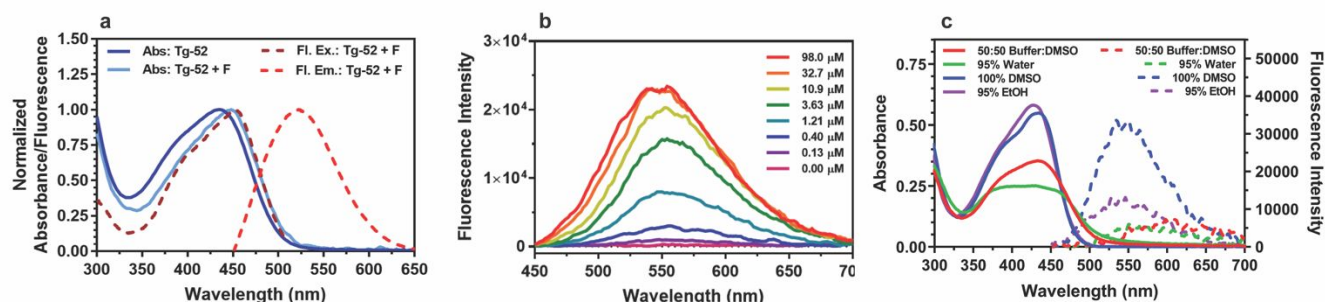 a
1.50
1.25
1.00
0.75
0.50
0.25
0.00
Normalized
Absorbance/Fluorescence
Abs: Tg-52
Abs: Tg-52 + F
Fl. Ex.: Tg-52 + F
Fl. Em.: Tg-52 + F
300 350 400 450 500 550 600 650
Wavelength (nm)
b
3×10⁴
2×10⁴
1×10⁴
0
Fluorescence Intensity
98.0 μM
32.7 μM
10.9 μM
3.63 μM
1.21 μM
0.40 μM
0.13 μM
0.00 μM
450 500 550 600 650 700
Wavelength (nm)
c
0.75
0.50
0.25
0.00
Absorbance
50:50 Buffer:DMSO
95% Water
100% DMSO
95% EtOH
50:50 Buffer:DMSO
95% Water
100% DMSO
95% EtOH
50000
40000
30000
20000
10000
0
Fluorescence Intensity
300 350 400 450 500 550 600 650 700
Wavelength (nm)